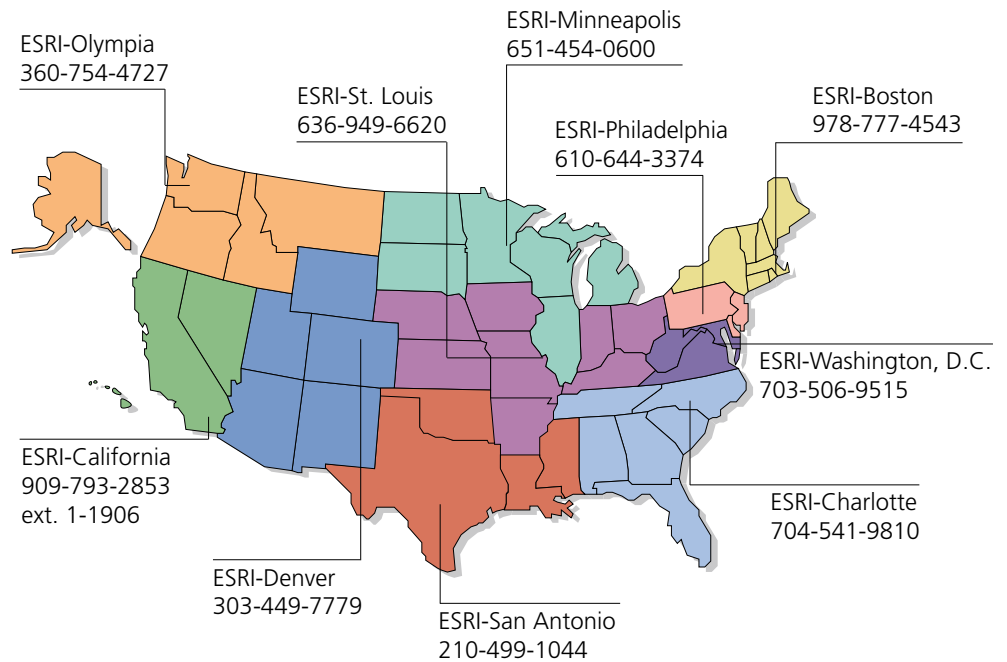 ESRI-Minneapolis
651-454-0600
ESRI-Olympia
360-754-4727
ESRI-St. Louis
636-949-6620
ESRI-Boston
978-777-4543
ESRI-Philadelphia
610-644-3374
ESRI-Washington, D.C.
703-506-9515
ESRI-California
909-793-2853
ext. 1-1906
ESRI-Charlotte
704-541-9810
ESRI-Denver
303-449-7779
ESRI-San Antonio
210-499-1044